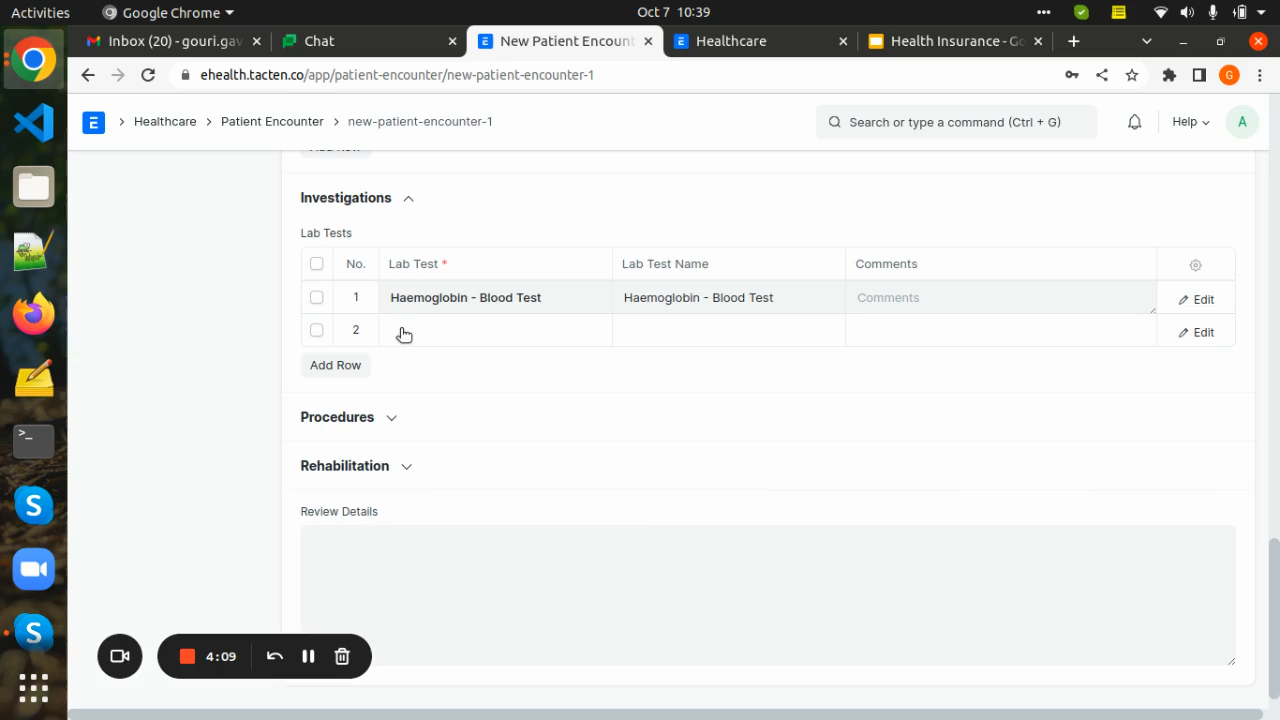 Activities Google Chrome Oct 7 10:39
Inbox (20) - gouri.gav Chat New Patient Encount Healthcare Health Insurance - Go
ehealth.tacten.co/app/patient-encounter/new-patient-encounter-1 G
E Healthcare Patient Encounter new-patient-encounter-1 Search or type a command (Ctrl + G) Help A
Investigations
Lab Tests
No. Lab Test * Lab Test Name Comments
1 Haemoglobin - Blood Test Haemoglobin - Blood Test Comments Edit
2 Edit
Add Row
Procedures
Rehabilitation
Review Details
4:09